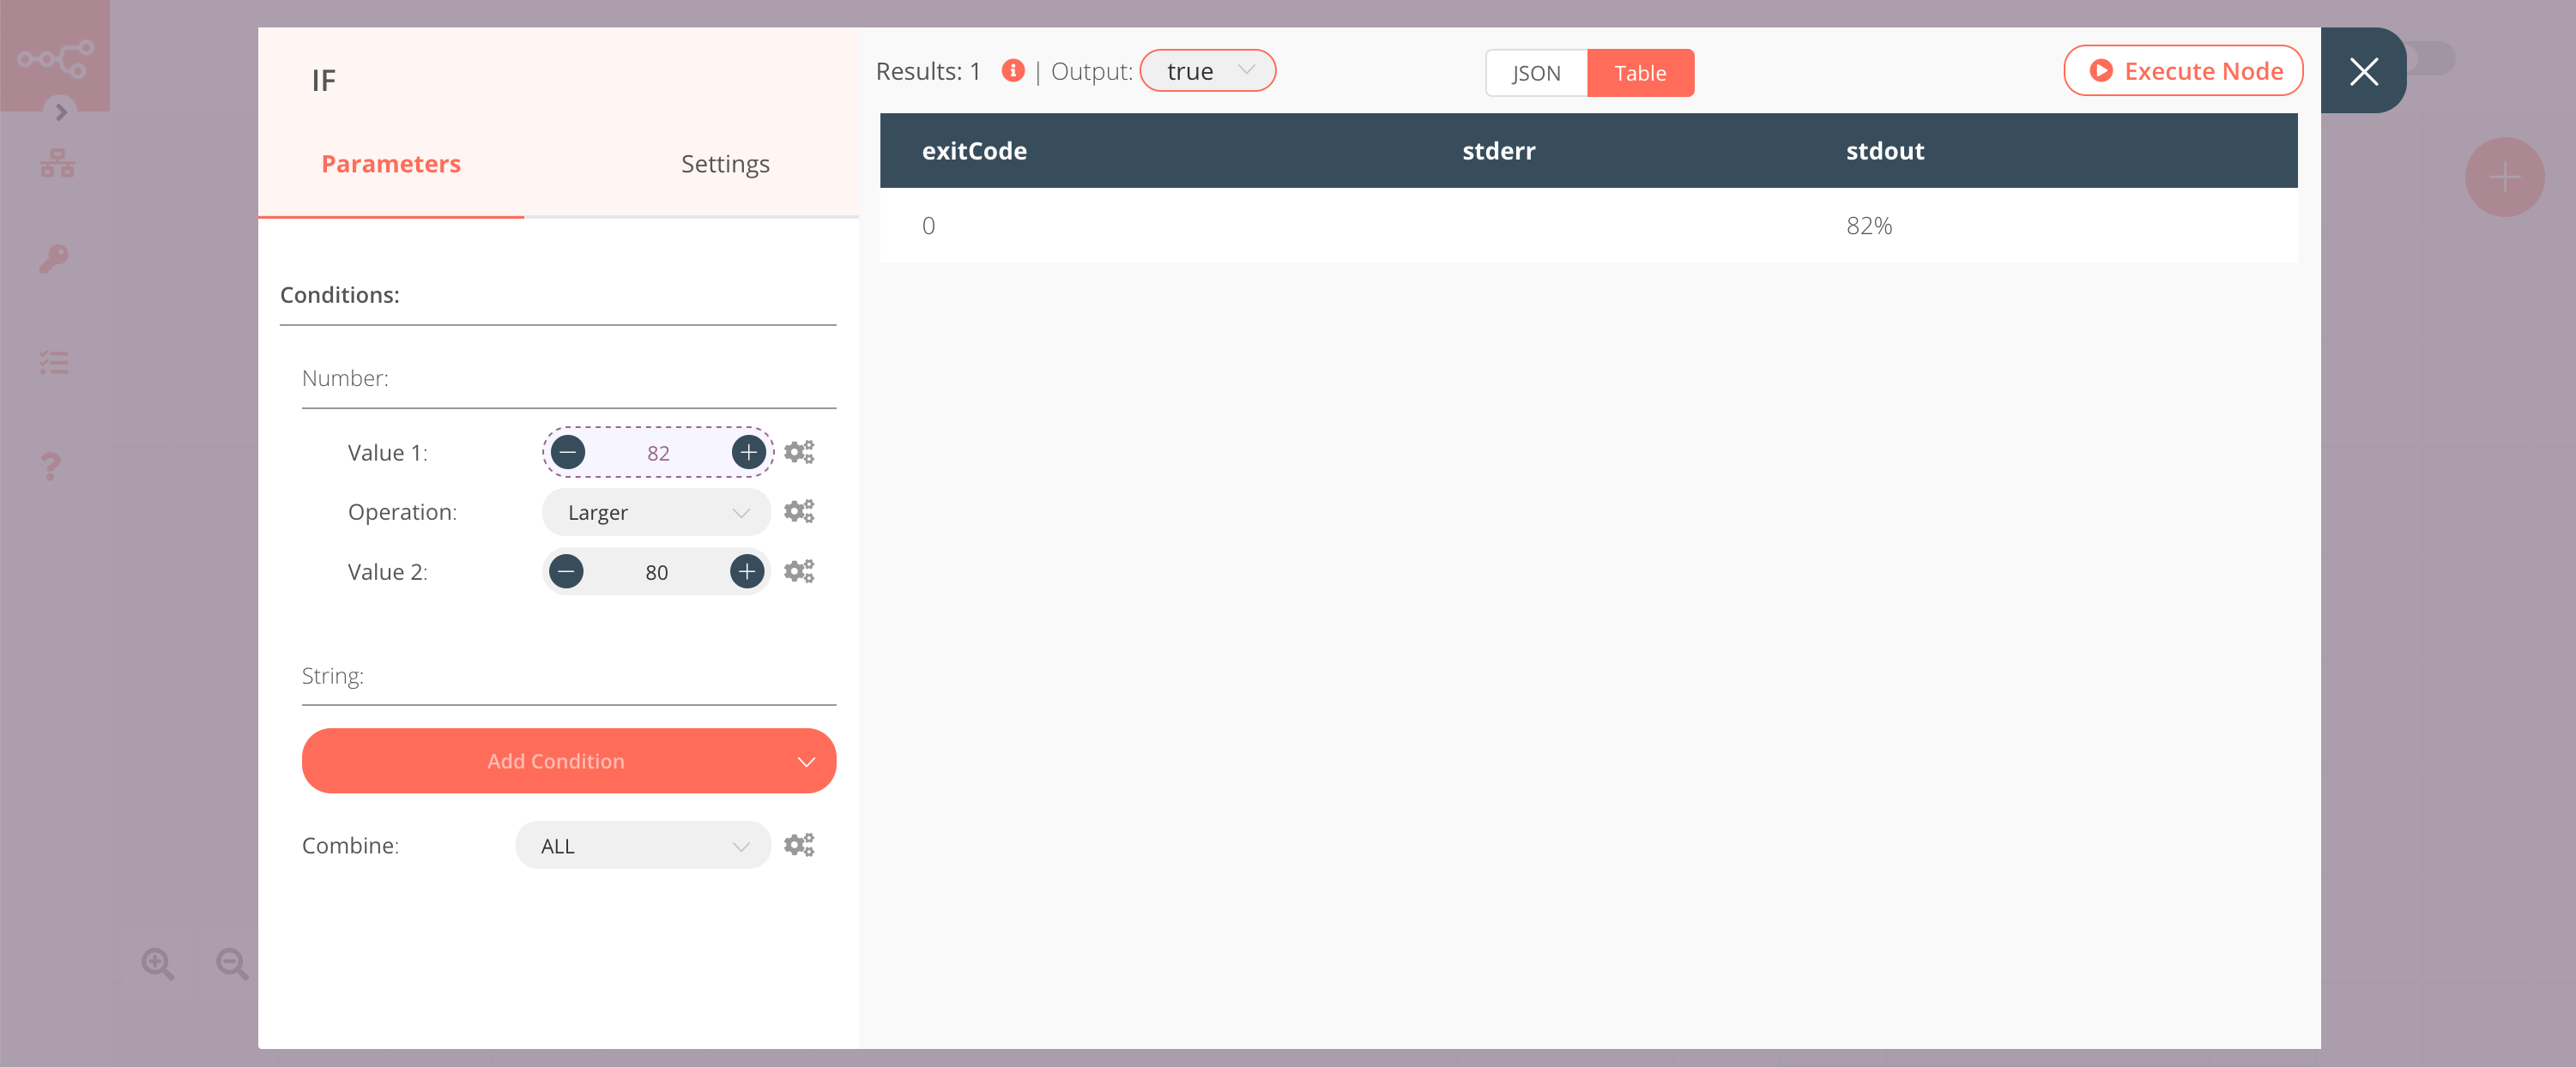 IF
Parameters
Settings
Conditions:
Number:
Value 1:
82
Operation:
Larger
Value 2:
80
String:
Add Condition
Combine:
ALL
Results: 1 | Output: true
JSON
Table
Execute Node
exitCode stderr stdout
0 82%